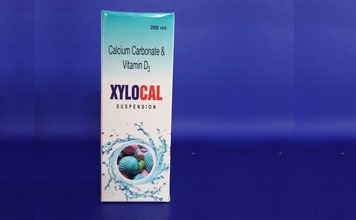 200 ml.
Calcium Carbonate &
Vitamin D3
XYLOCAL
SUSPENSION